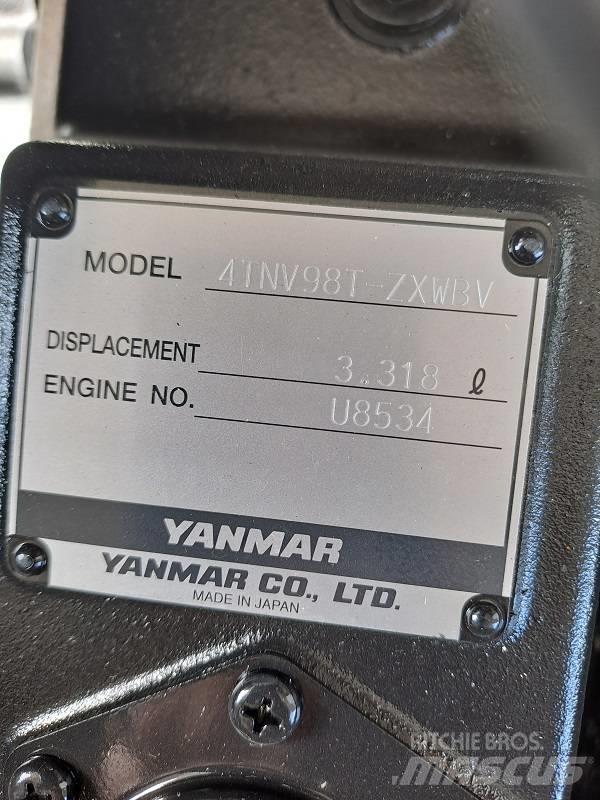 MODEL 4TNV98T-ZXWBV
DISPLACEMENT 3.318 ℓ
ENGINE NO. U8534
YANMAR
YANMAR CO., LTD.
MADE IN JAPAN
RITCHIE BROS.
MASCUS